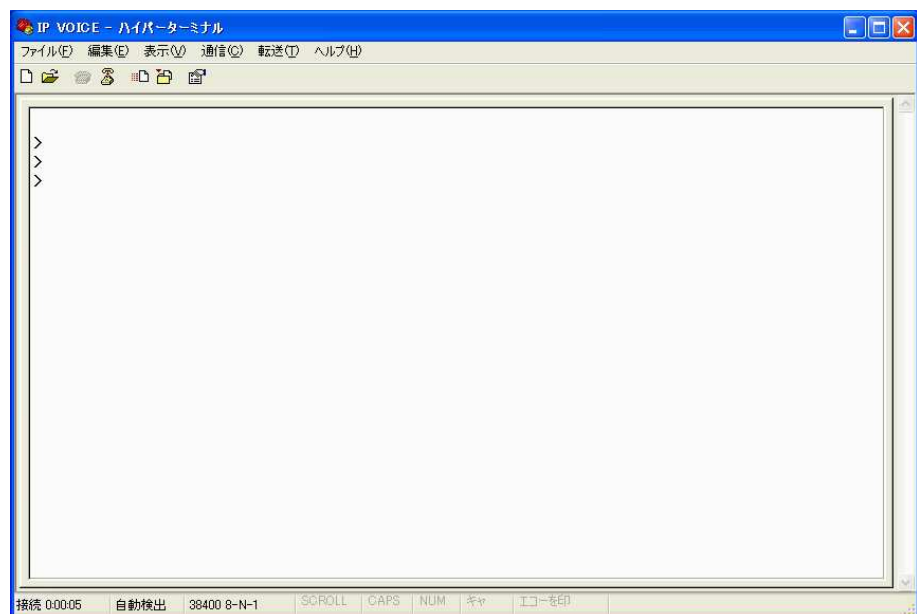 IP VOICE - ハイパーターミナル
ファイル(F) 編集(E) 表示(V) 通信(C) 転送(T) ヘルプ(H)
>
>
>
接続 0:00:05 自動検出 38400 8-N-1 SCROLL CAPS NUM キャ エコーを印